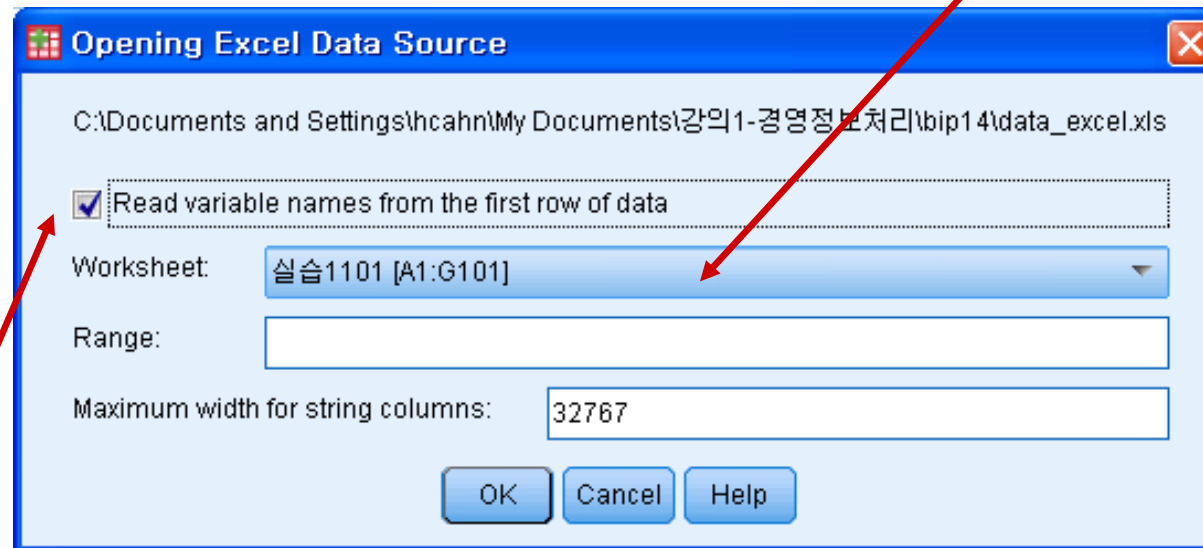 Opening Excel Data Source
C:\Documents and Settings\hcahn\My Documents\강의1-경영정보처리\bip14\data_excel.xls
Read variable names from the first row of data
Worksheet: 실습1101 [A1:G101]
Range:
Maximum width for string columns: 32767
OK Cancel Help